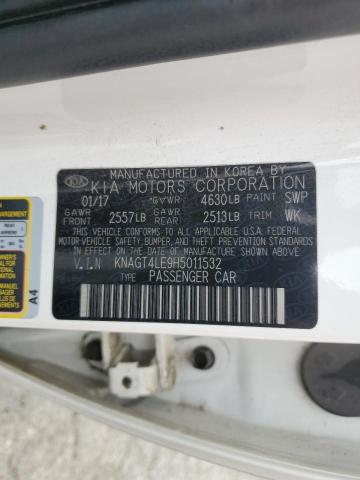 MANUFACTURED IN KOREA BY
KIA KIA MOTORS CORPORATION
01/17 GVWR 4630LB PAINT SWP
GAWR FRONT 2557LB GAWR 2513LB TRIM WK
THIS VEHICLE CONFORMS TO ALL APPLICABLE U.S.A. FEDERAL
MOTOR VEHICLE SAFETY, BUMPER, AND THEFT PREVENTION
STANDARDS IN EFFECT ON THE DATE OF MANUFACTURE
SHOWN ABOVE.
V.I.N KNAGT4LE9H5011532
TYPE PASSENGER CAR
A4